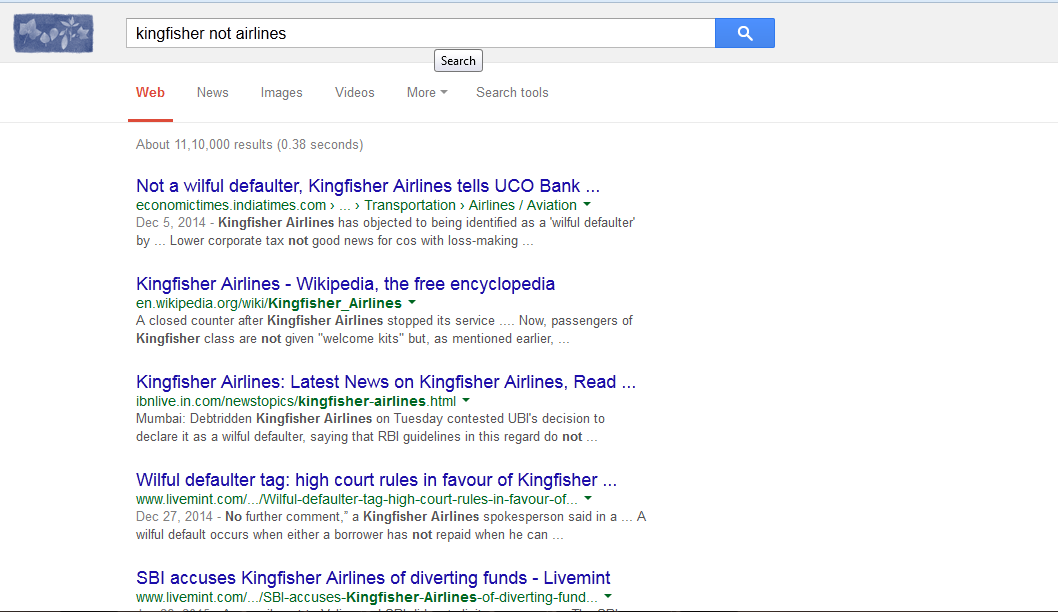 kingfisher not airlines
Search
Web News Images Videos More Search tools
About 11,10,000 results (0.38 seconds)
Not a wilful defaulter, Kingfisher Airlines tells UCO Bank ...
economictimes.indiatimes.com › ... › Transportation › Airlines / Aviation
Dec 5, 2014 - Kingfisher Airlines has objected to being identified as a 'wilful defaulter'
by ... Lower corporate tax not good news for cos with loss-making ...
Kingfisher Airlines - Wikipedia, the free encyclopedia
en.wikipedia.org/wiki/Kingfisher_Airlines
A closed counter after Kingfisher Airlines stopped its service .... Now, passengers of
Kingfisher class are not given "welcome kits" but, as mentioned earlier, ...
Kingfisher Airlines: Latest News on Kingfisher Airlines, Read ...
ibnlive.in.com/newstopics/kingfisher-airlines.html
Mumbai: Debtridden Kingfisher Airlines on Tuesday contested UBI's decision to
declare it as a wilful defaulter, saying that RBI guidelines in this regard do not ...
Wilful defaulter tag: high court rules in favour of Kingfisher ...
www.livemint.com/.../Wilful-defaulter-tag-high-court-rules-in-favour-of...
Dec 27, 2014 - No further comment,” a Kingfisher Airlines spokesperson said in a ... A
wilful default occurs when either a borrower has not repaid when he can ...
SBI accuses Kingfisher Airlines of diverting funds - Livemint
www.livemint.com/.../SBI-accuses-Kingfisher-Airlines-of-diverting-fund...